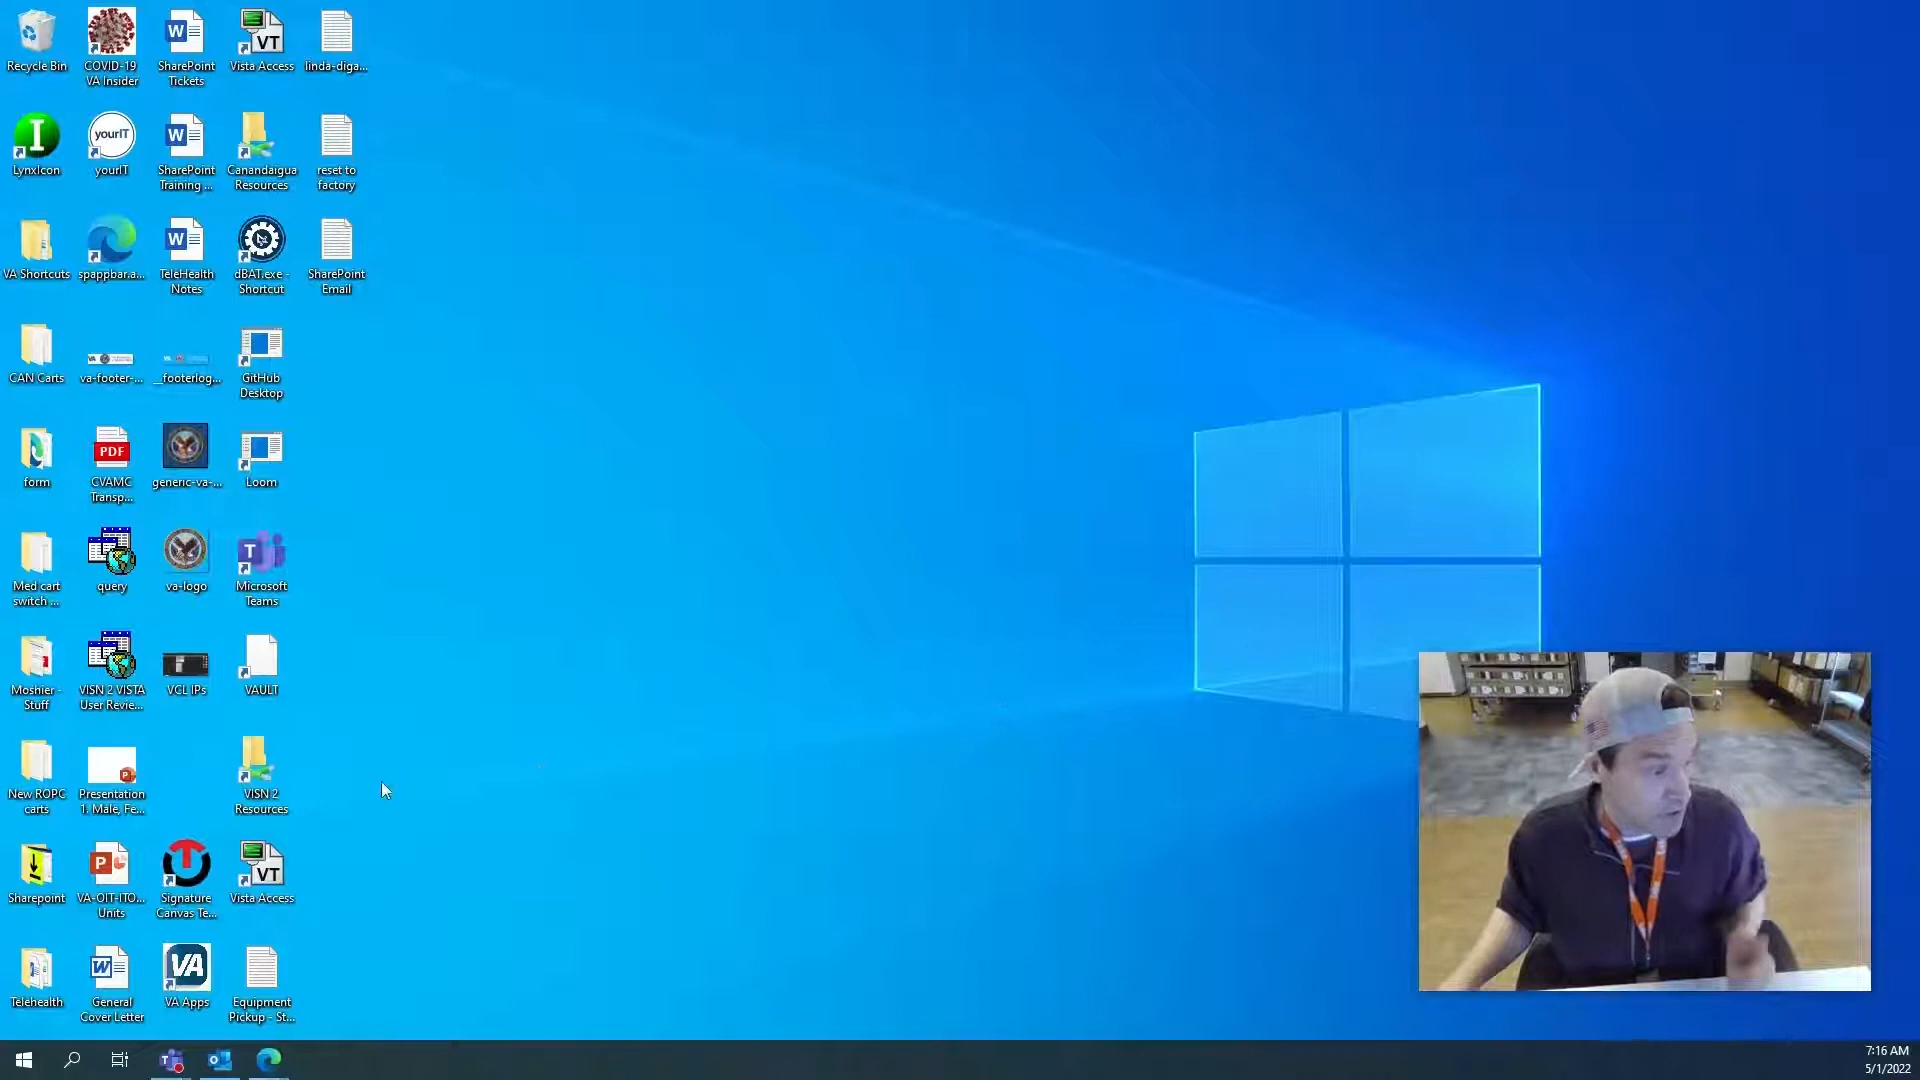 Recycle Bin
COVID-19
VA Insider
SharePoint
Tickets
VT
Vista Access
linda-diga...
LynxIcon
yourIT
yourIT
SharePoint
Training ...
Canandaigua
Resources
reset to
factory
VA Shortcuts
spappbar.a...
TeleHealth
Notes
dBAT.exe -
Shortcut
SharePoint
Email
CAN Carts
va-footer-...
__footerlog...
GitHub
Desktop
form
PDF
CVAMC
Transp...
generic-va-...
Loom
Med cart
switch ...
query
va-logo
Microsoft
Teams
Moshier -
Stuff
VISN 2 VISTA
User Revie...
VCL IPs
VAULT
New ROPC
carts
Presentation
1. Male, Fe...
VISN 2
Resources
Sharepoint
VA-OIT-ITO...
Units
Signature
Canvas Te...
VT
Vista Access
Telehealth
General
Cover Letter
VA
VA Apps
Equipment
Pickup - St...
7:16 AM
5/1/2022